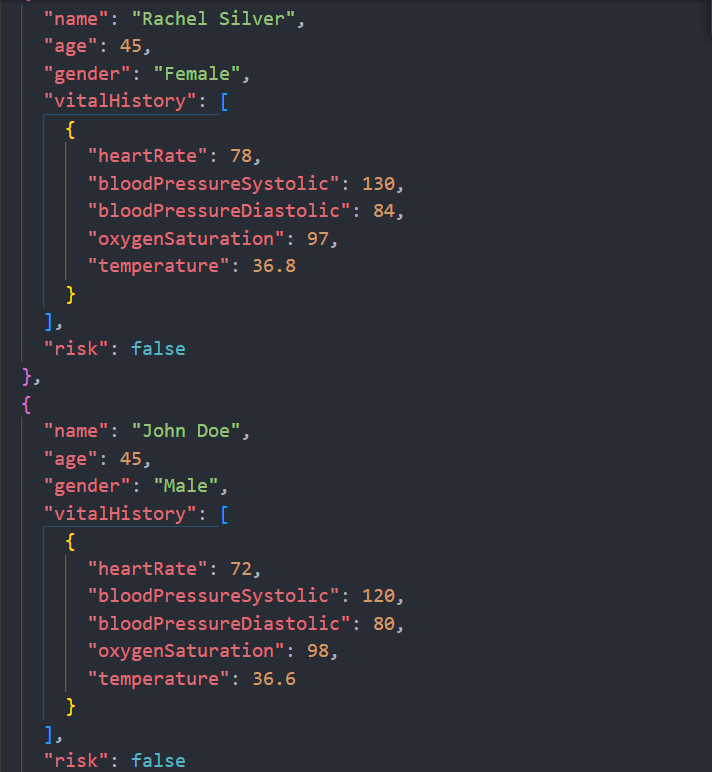 "name": "Rachel Silver",
"age": 45,
"gender": "Female",
"vitalHistory": [
{
"heartRate": 78,
"bloodPressureSystolic": 130,
"bloodPressureDiastolic": 84,
"oxygenSaturation": 97,
"temperature": 36.8
}
],
"risk": false
},
{
"name": "John Doe",
"age": 45,
"gender": "Male",
"vitalHistory": [
{
"heartRate": 72,
"bloodPressureSystolic": 120,
"bloodPressureDiastolic": 80,
"oxygenSaturation": 98,
"temperature": 36.6
}
],
"risk": false